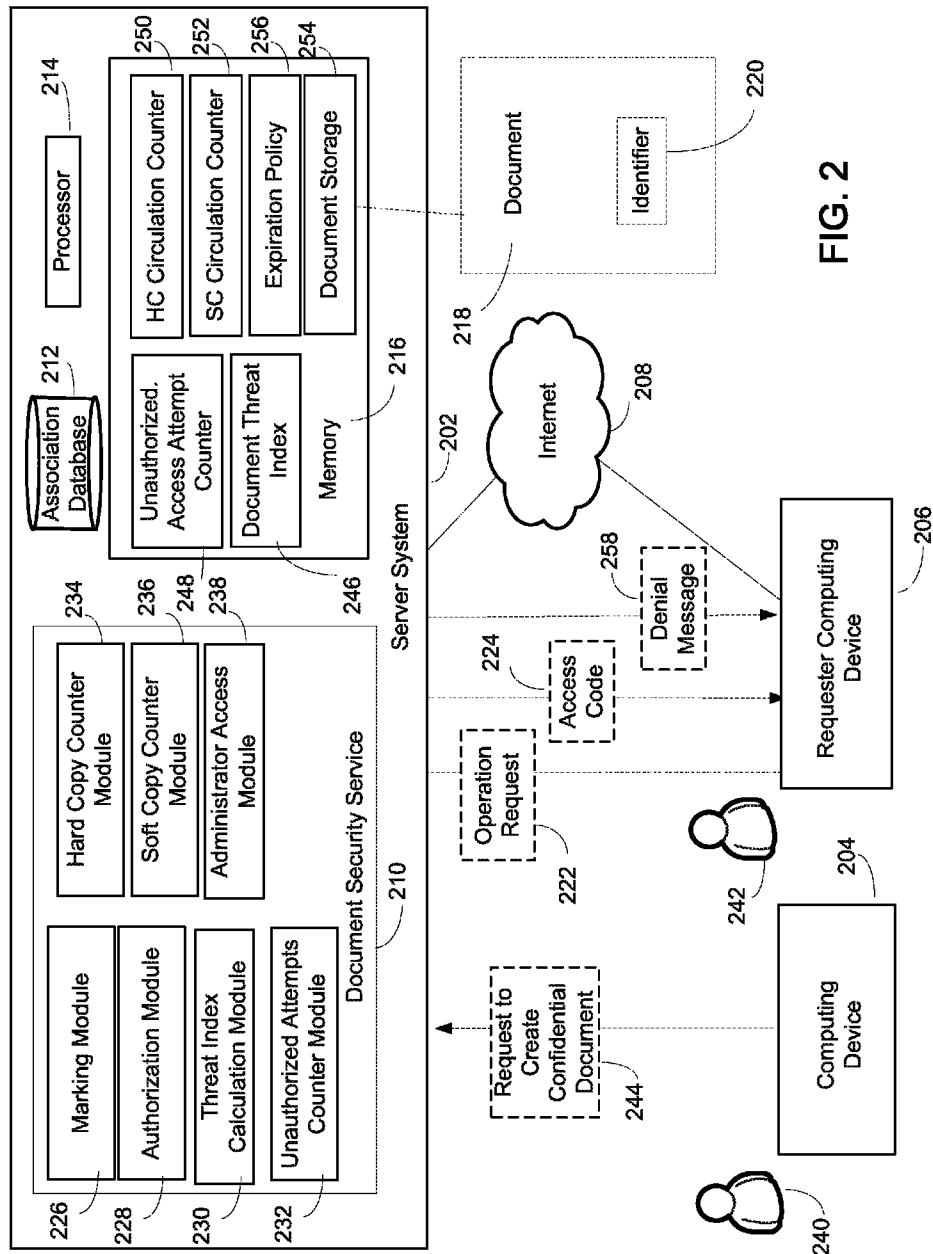 226
Marking Module
228
Authorization Module
230
Threat Index
Calculation Module
232
Unauthorized Attempts
Counter Module
234
Hard Copy Counter
Module
236
Soft Copy Counter
Module
248
238
Administrator Access
Module
Document Security Service
210
Association
Database
212
Processor
214
Unauthorized.
Access Attempt
Counter
Document Threat
Index
246
Memory
216
HC Circulation Counter
250
SC Circulation Counter
252
Expiration Policy
256
Document Storage
254
Server System
202
Request to
Create
Confidential
Document
244
Operation
Request
222
Access
Code
224
Denial
Message
258
Internet
208
Document
218
Identifier
220
240
Computing
Device
204
242
Requester Computing
Device
206
FIG. 2